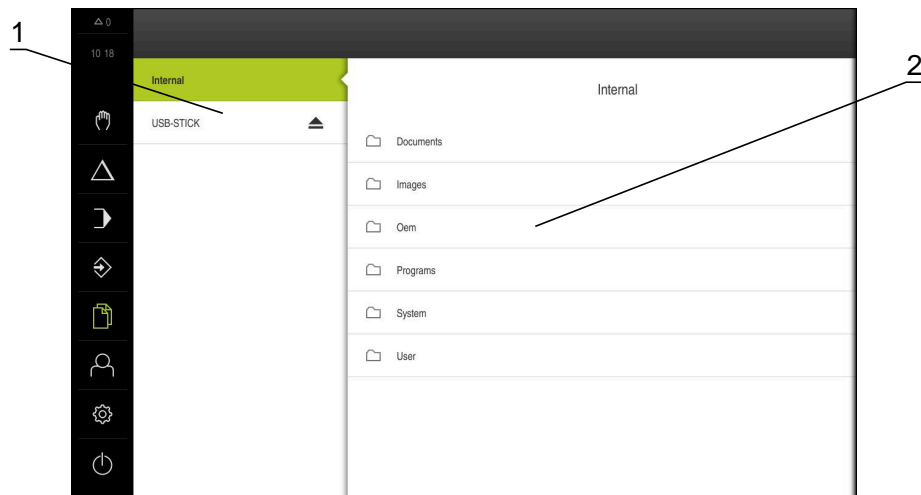 1
△ 0
10 18
Internal
USB-STICK
2
Internal
Documents
Images
Oem
Programs
System
User